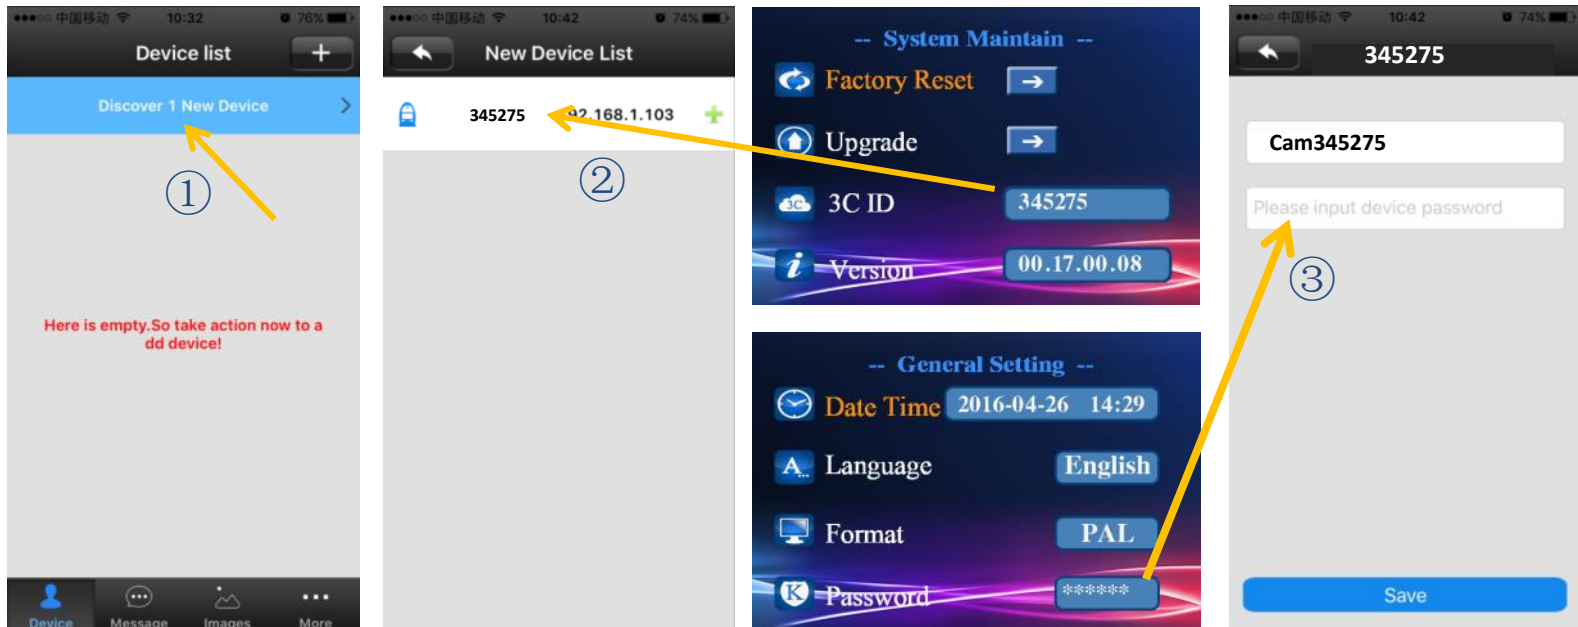 ●●●○○ 中国移动 10:32 76%
Device list +
Discover 1 New Device >
①
Here is empty.So take action now to a
dd device!
Device Message Images More
●●●○○ 中国移动 10:42 74%
New Device List
345275 92.168.1.103
②
-- System Maintain --
Factory Reset
Upgrade
3C 3C ID 345275
i Version 00.17.00.08
-- General Setting --
Date Time 2016-04-26 14:29
A... Language English
Format PAL
K Password ******
●●●○○ 中国移动 10:42 74%
345275
Cam345275
Please input device password
③
Save